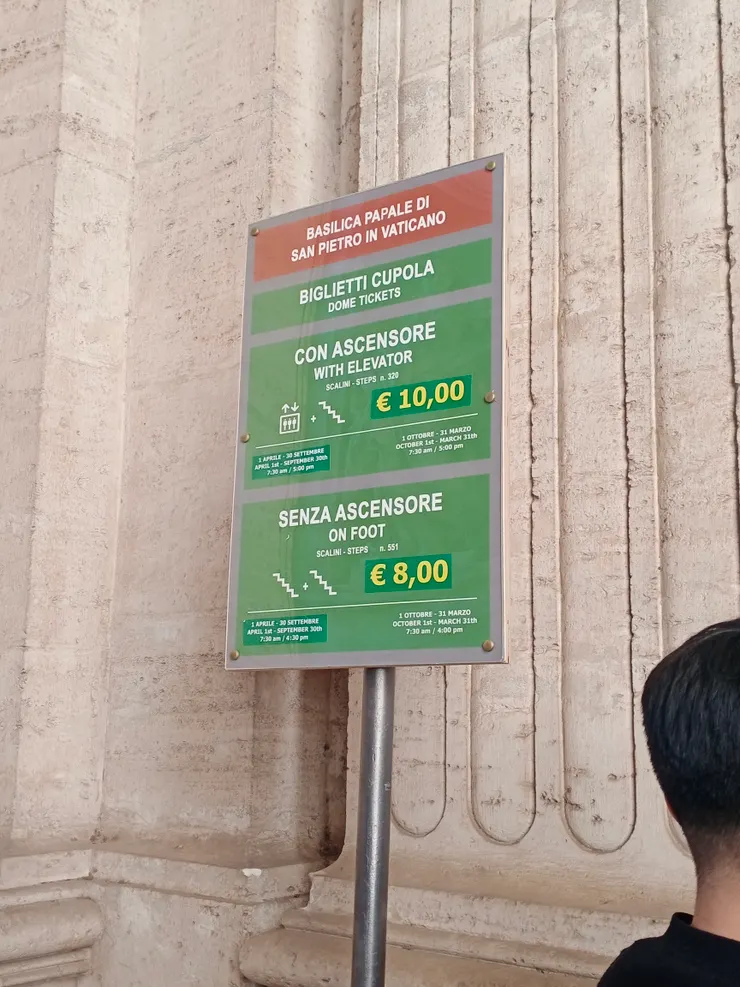 BASILICA PAPALE DI
SAN PIETRO IN VATICANO
BIGLIETTI CUPOLA
DOME TICKETS
CON ASCENSORE
WITH ELEVATOR
SCALINI - STEPS n. 320
+
€ 10,00
1 APRILE - 30 SETTEMBRE
APRIL 1st - SEPTEMBER 30th
7:30 am / 5:00 pm
1 OTTOBRE - 31 MARZO
OCTOBER 1st - MARCH 31th
7:30 am / 5:00 pm
SENZA ASCENSORE
ON FOOT
SCALINI - STEPS n. 551
+
€ 8,00
1 APRILE - 30 SETTEMBRE
APRIL 1st - SEPTEMBER 30th
7:30 am / 4:30 pm
1 OTTOBRE - 31 MARZO
OCTOBER 1st - MARCH 31th
7:30 am / 4:00 pm